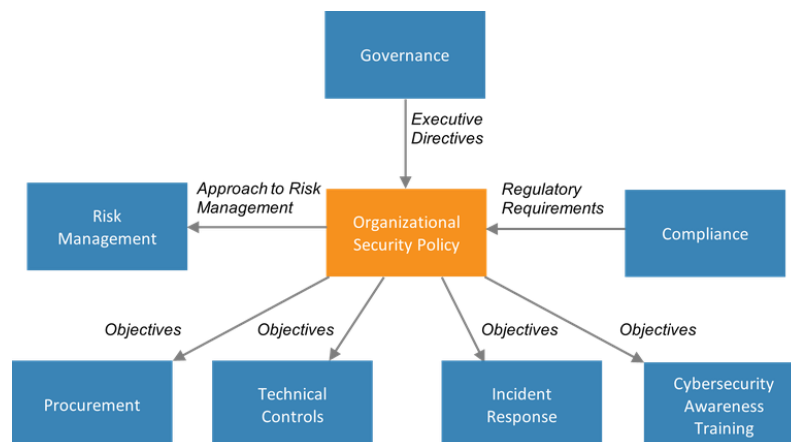 Governance
Executive
Directives
Approach to Risk
Management
Regulatory
Requirements
Risk
Management
Organizational
Security Policy
Compliance
Objectives
Objectives
Objectives
Objectives
Procurement
Technical
Controls
Incident
Response
Cybersecurity
Awareness
Training